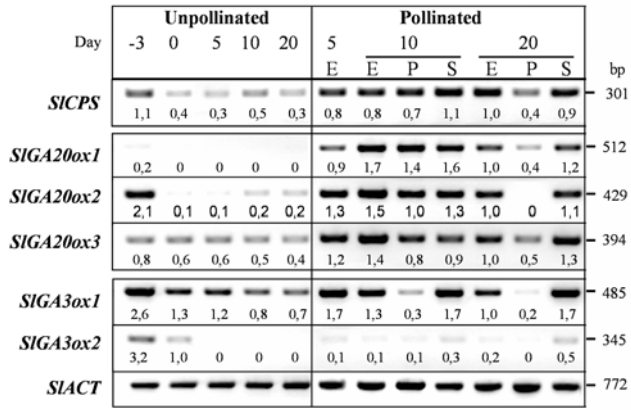 Unpollinated Pollinated
Day -3 0 5 10 20 5 10 20
E E P S E P S bp
SlCPS 301
1,1 0,4 0,3 0,5 0,3 0,8 0,8 0,7 1,1 1,0 0,4 0,9
SlGA20ox1 512
0,2 0 0 0 0 0,9 1,7 1,4 1,6 1,0 0,4 1,2
SlGA20ox2 429
2,1 0,1 0,1 0,2 0,2 1,3 1,5 1,0 1,3 1,0 0 1,1
SlGA20ox3 394
0,8 0,6 0,6 0,5 0,4 1,2 1,4 0,8 0,9 1,0 0,5 1,3
SlGA3ox1 485
2,6 1,3 1,2 0,8 0,7 1,7 1,3 0,3 1,7 1,0 0,2 1,7
SlGA3ox2 345
3,2 1,0 0 0 0 0,1 0,1 0,1 0,3 0,2 0 0,5
SlACT 772